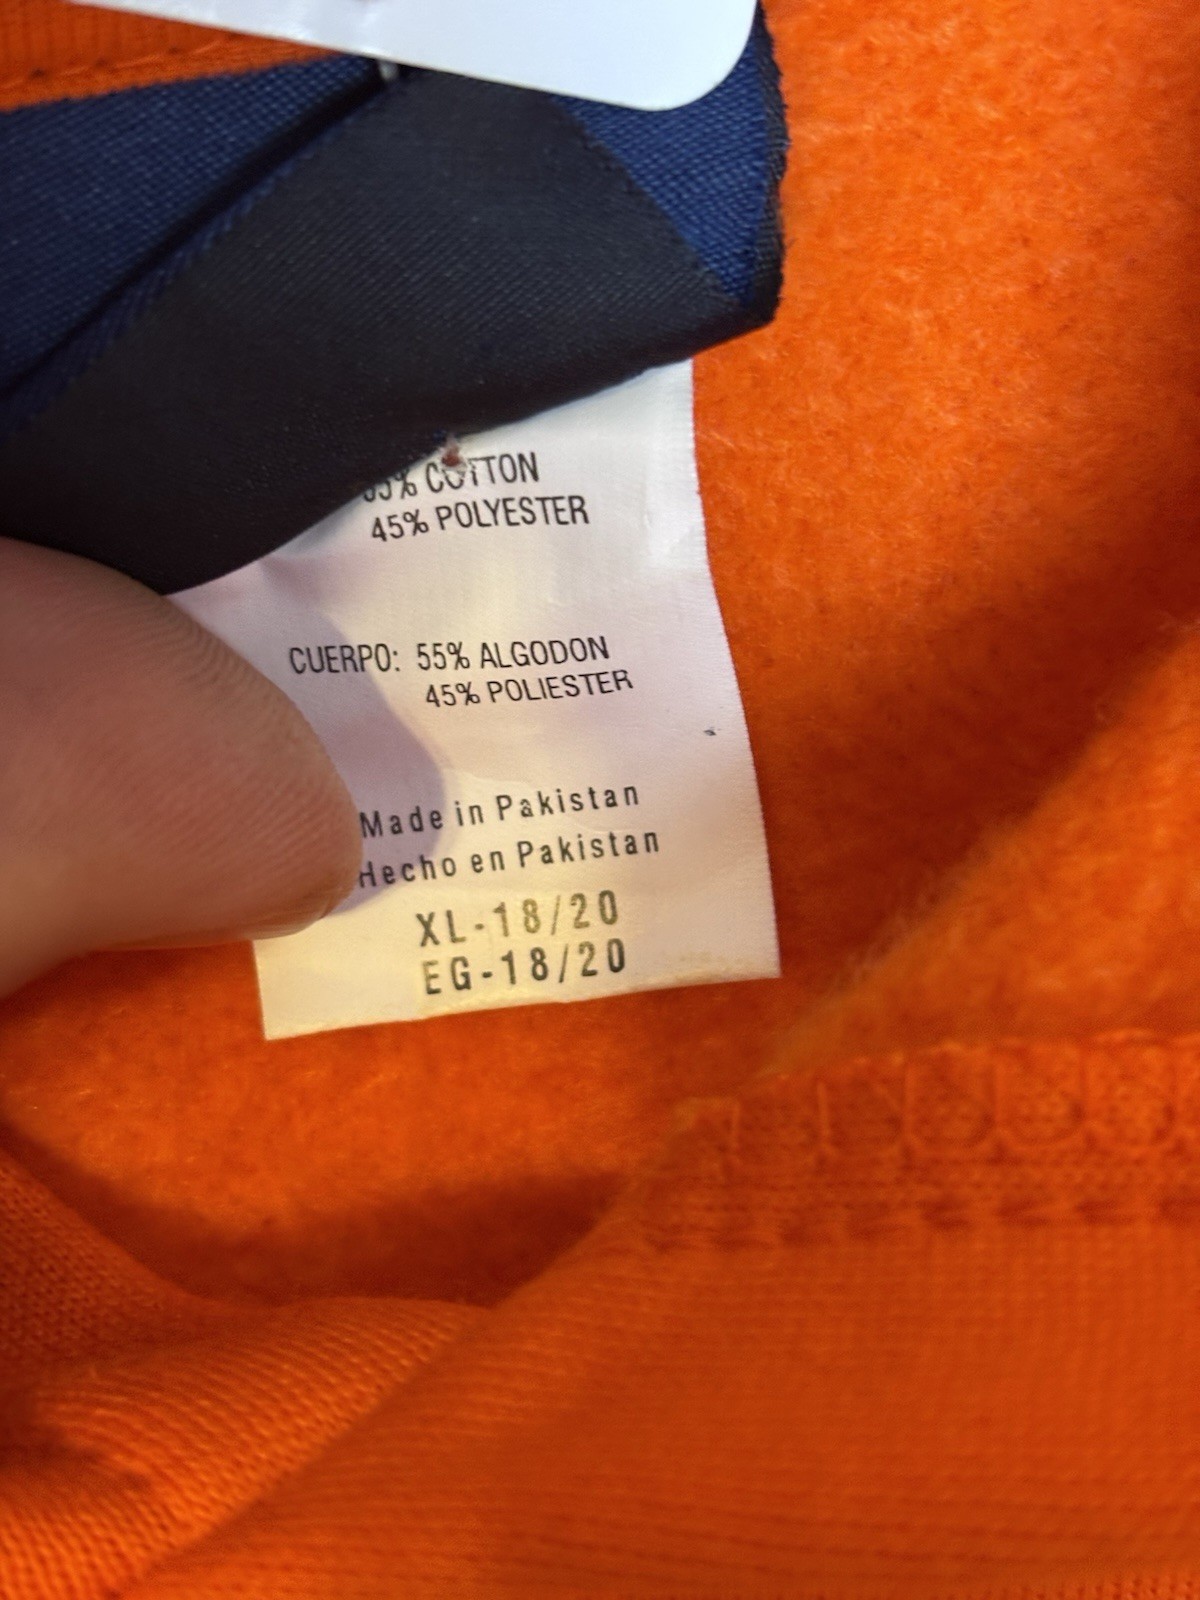 55% COTTON
45% POLYESTER
CUERPO: 55% ALGODON
45% POLIESTER
Made in Pakistan
Hecho en Pakistan
XL-18/20
EG-18/20